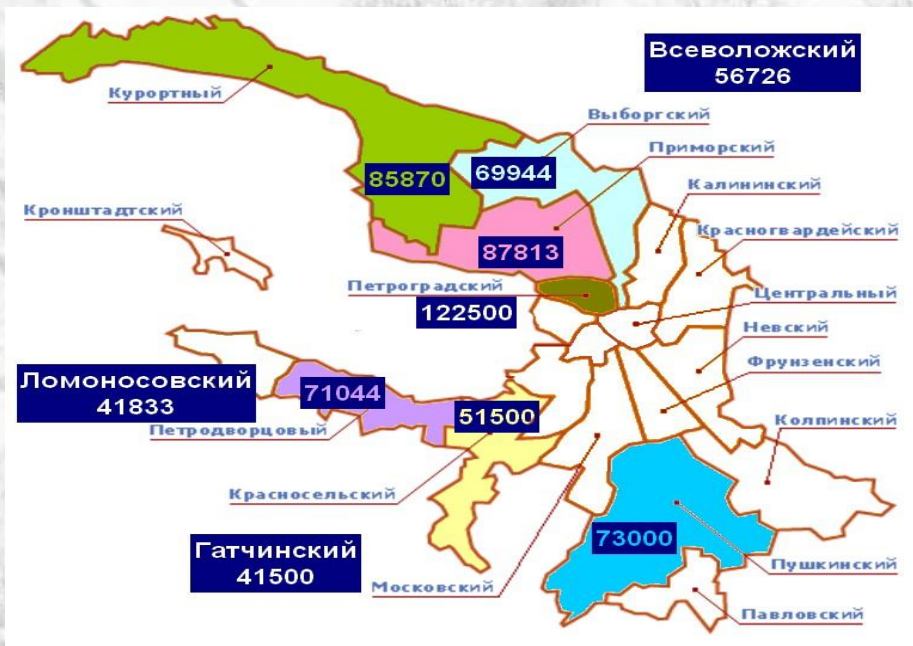 Всеволожский
56726
Курортный
Выборгский
Приморский
85870
69944
Калининский
Кронштадтский
Красногвардейский
87813
Петроградский
Центральный
122500
Невский
Фрунзенский
Ломоносовский
41833
71044
51500
Петродворцовый
Колпинский
Красносельский
Гатчинский
41500
73000
Московский
Пушкинский
Павловский